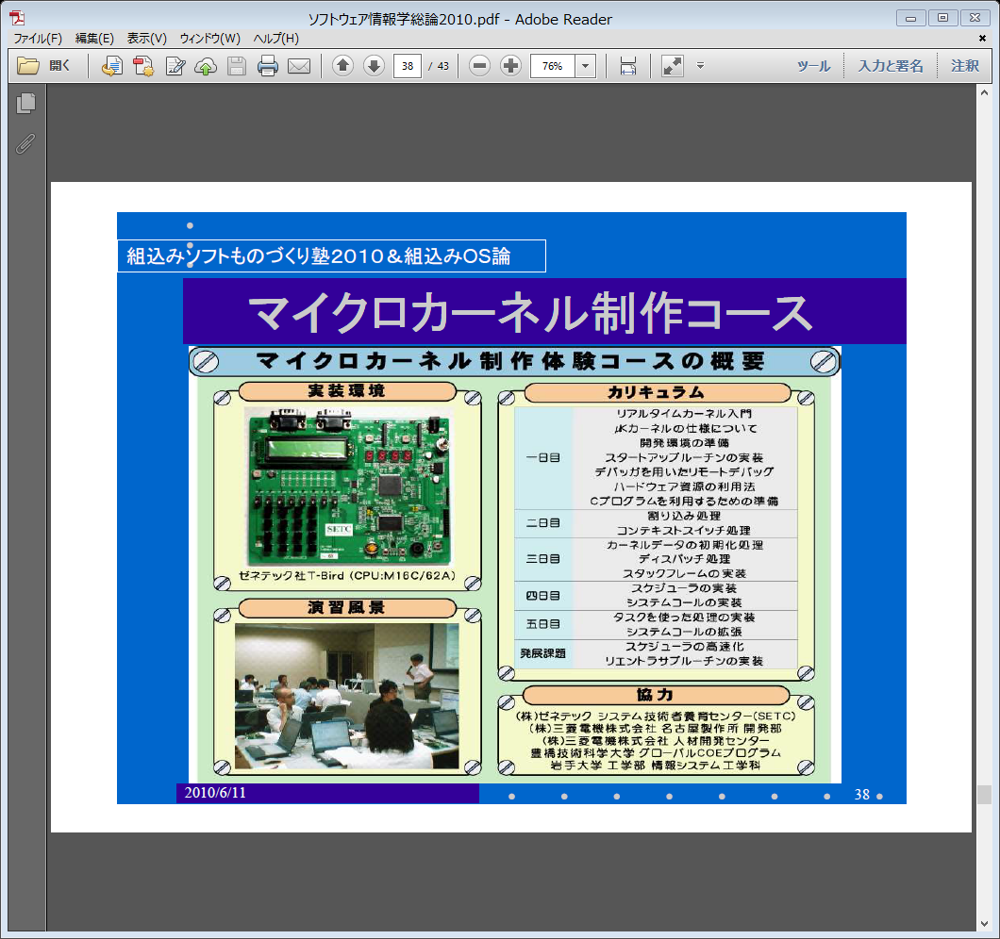 ソフトウェア情報学総論2010.pdf - Adobe Reader
ファイル(F) 編集(E) 表示(V) ウィンドウ(W) ヘルプ(H)
開く 38 / 43 76% ツール 入力と署名 注釈
組込みソフトものづくり塾2010&組込みOS論
マイクロカーネル制作コース
マイクロカーネル制作体験コースの概要
実装環境
SETC
ゼネテック社T-Bird (CPU:M16C/62A)
演習風景
カリキュラム
一日目
リアルタイムカーネル入門
μKカーネルの仕様について
開発環境の準備
スタートアップルーチンの実装
デバッガを用いたリモートデバッグ
ハードウェア資源の利用法
Cプログラムを利用するための準備
二日目
割り込み処理
コンテキストスイッチ処理
三日目
カーネルデータの初期化処理
ディスパッチ処理
スタックフレームの実装
四日目
スケジューラの実装
システムコールの実装
五日目
タスクを使った処理の実装
システムコールの拡張
発展課題
スケジューラの高速化
リエントラサブルーチンの実装
協力
(株)ゼネテック システム技術者養育センター(SETC)
(株)三菱電機株式会社 名古屋製作所 開発部
(株)三菱電機株式会社 人材開発センター
豊橋技術科学大学 グローバルCOEプログラム
岩手大学 工学部 情報システム工学科
2010/6/11
38